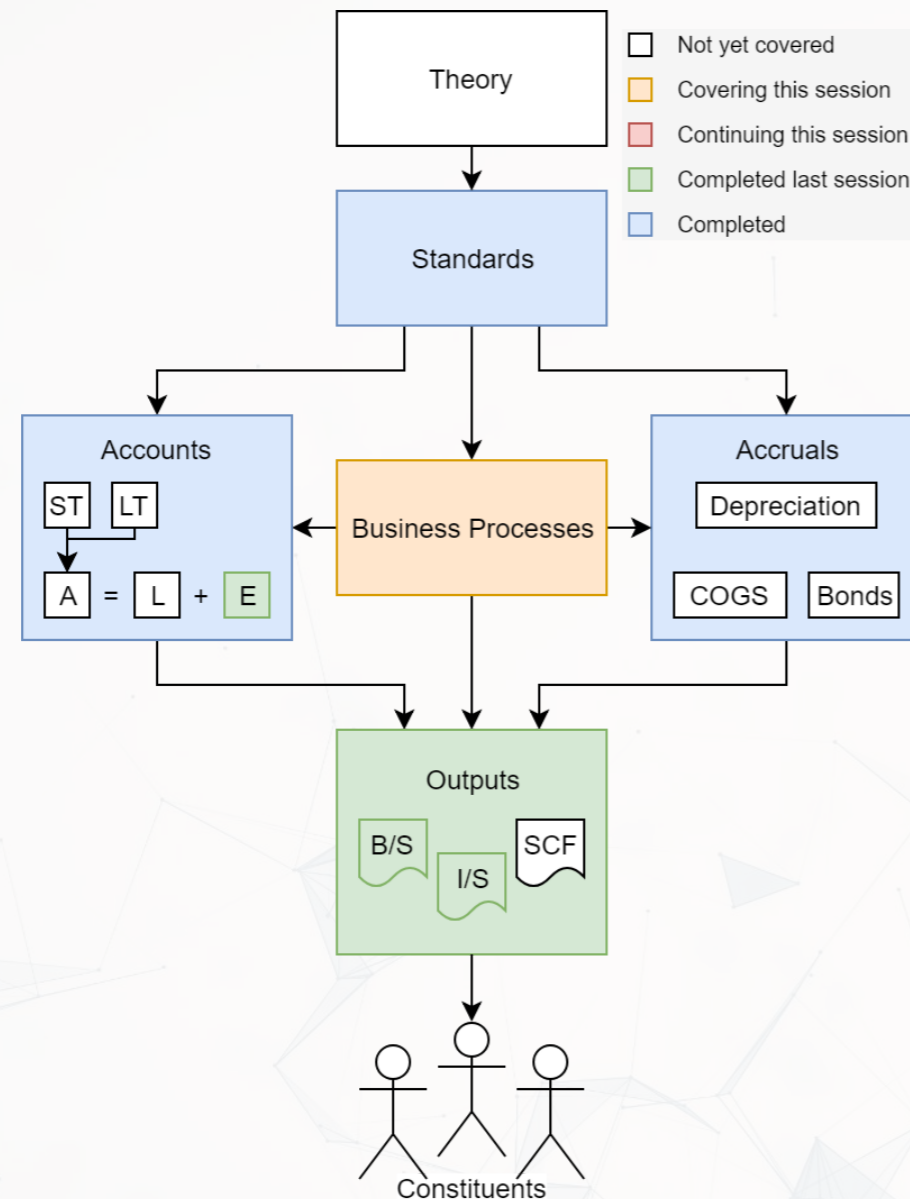 Theory
Not yet covered
Covering this session
Continuing this session
Completed last session
Completed
Standards
Accounts
ST LT
A = L + E
Business Processes
Accruals
Depreciation
COGS Bonds
Outputs
B/S
I/S
SCF
Constituents